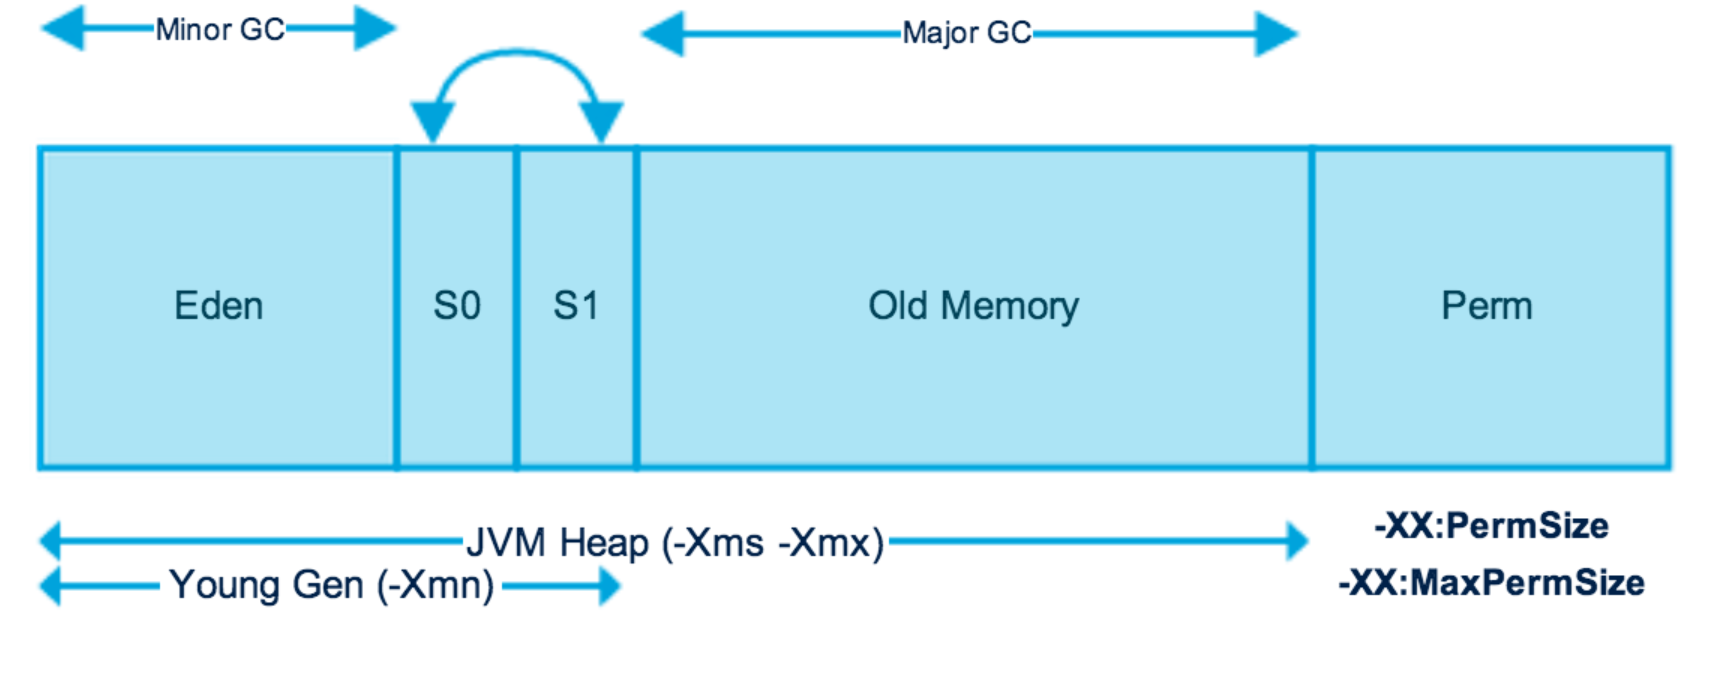 Minor GC
Major GC
Eden
S0
S1
Old Memory
Perm
JVM Heap (-Xms -Xmx)
Young Gen (-Xmn)
-XX:PermSize
-XX:MaxPermSize